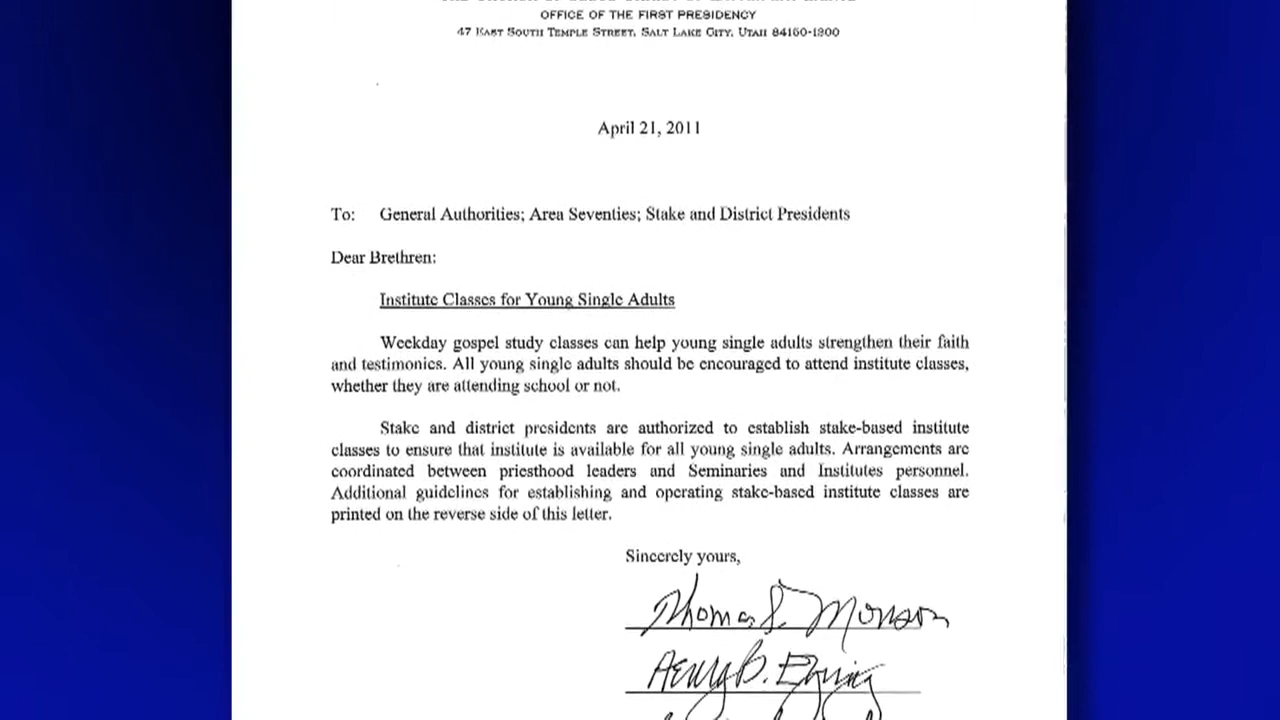 OFFICE OF THE FIRST PRESIDENCY
47 EAST SOUTH TEMPLE STREET, SALT LAKE CITY, UTAH 84150-1200
April 21, 2011
To: General Authorities; Area Seventies; Stake and District Presidents
Dear Brethren:
Institute Classes for Young Single Adults
Weekday gospel study classes can help young single adults strengthen their faith
and testimonies. All young single adults should be encouraged to attend institute classes,
whether they are attending school or not.
Stake and district presidents are authorized to establish stake-based institute
classes to ensure that institute is available for all young single adults. Arrangements are
coordinated between priesthood leaders and Seminaries and Institutes personnel.
Additional guidelines for establishing and operating stake-based institute classes are
printed on the reverse side of this letter.
Sincerely yours,
Thomas S. Monson
Henry B. Eyring